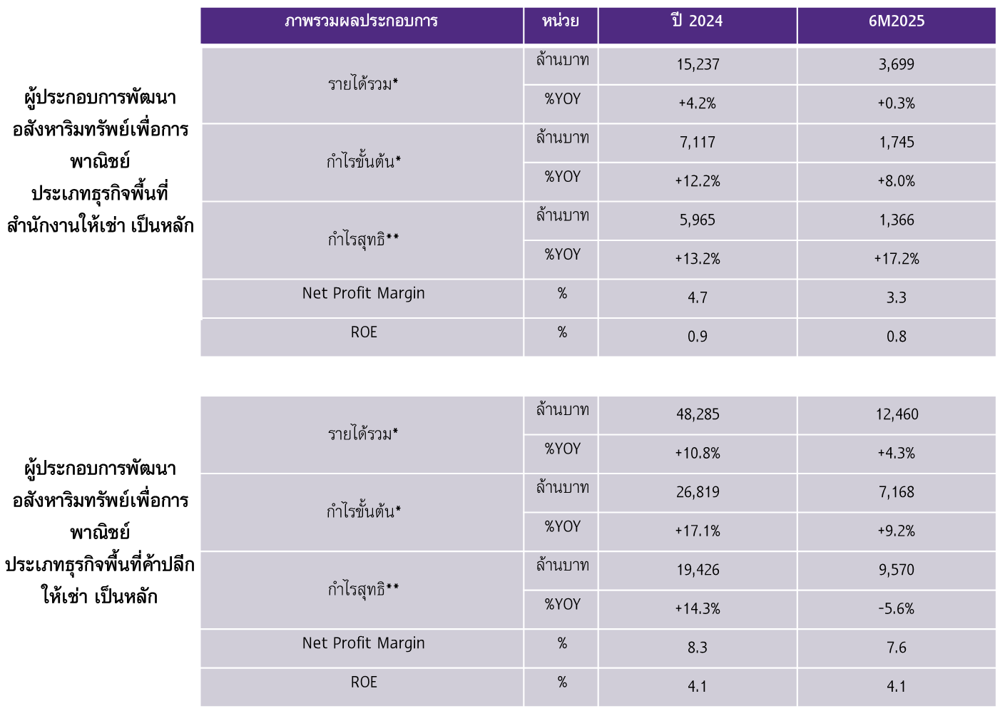 ภาพรวมผลประกอบการ หน่วย ปี 2024 6M2025
ผู้ประกอบการพัฒนา
อสังหาริมทรัพย์เพื่อการ
พาณิชย์
ประเภทธุรกิจพื้นที่
สำนักงานให้เช่า เป็นหลัก
รายได้รวม* ล้านบาท 15,237 3,699
%YOY +4.2% +0.3%
กำไรขั้นต้น* ล้านบาท 7,117 1,745
%YOY +12.2% +8.0%
กำไรสุทธิ** ล้านบาท 5,965 1,366
%YOY +13.2% +17.2%
Net Profit Margin % 4.7 3.3
ROE % 0.9 0.8
ผู้ประกอบการพัฒนา
อสังหาริมทรัพย์เพื่อการ
พาณิชย์
ประเภทธุรกิจพื้นที่ค้าปลีก
ให้เช่า เป็นหลัก
รายได้รวม* ล้านบาท 48,285 12,460
%YOY +10.8% +4.3%
กำไรขั้นต้น* ล้านบาท 26,819 7,168
%YOY +17.1% +9.2%
กำไรสุทธิ** ล้านบาท 19,426 9,570
%YOY +14.3% -5.6%
Net Profit Margin % 8.3 7.6
ROE % 4.1 4.1